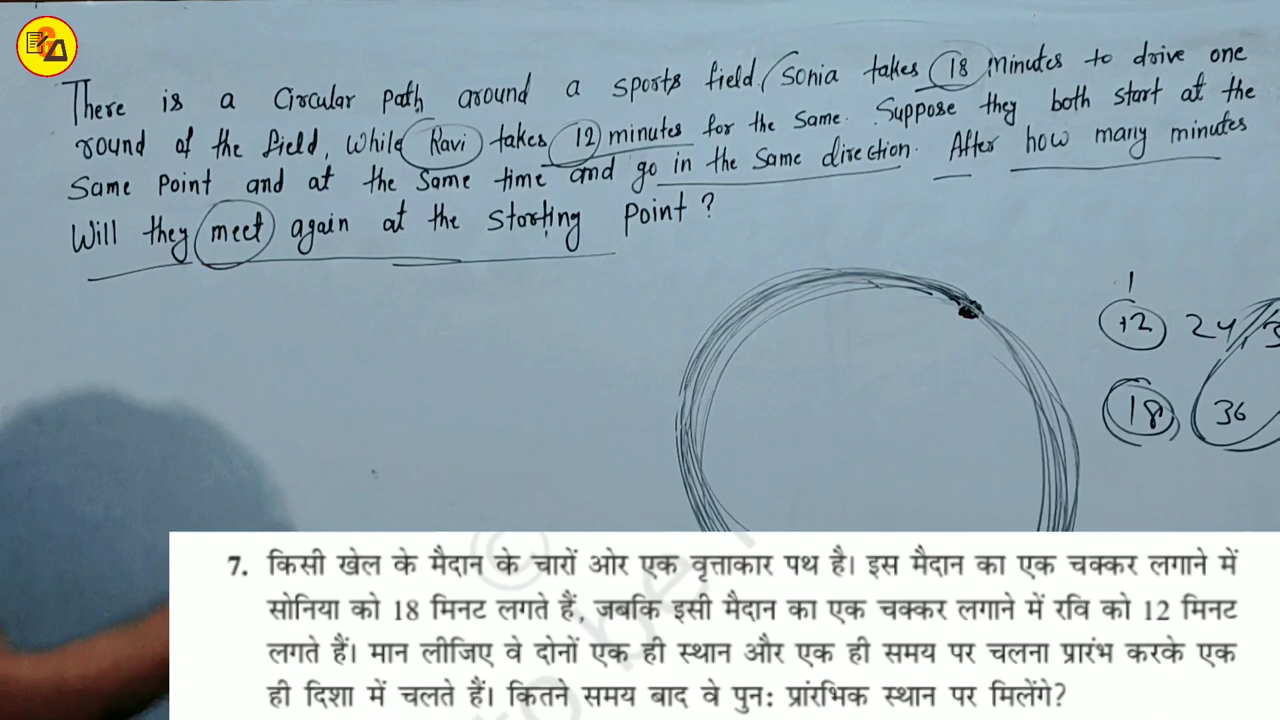 There is a Circular Path around a sports field. Sonia takes 18 minutes to drive one
round of the field, While Ravi takes 12 minutes for the same. Suppose they both start at the
Same Point and at the same time and go in the same direction. After how many minutes
Will they meet again at the Starting Point ?
1
12 24
18 36
7. किसी खेल के मैदान के चारों ओर एक वृत्ताकार पथ है। इस मैदान का एक चक्कर लगाने में
सोनिया को 18 मिनट लगते हैं, जबकि इसी मैदान का एक चक्कर लगाने में रवि को 12 मिनट
लगते हैं। मान लीजिए वे दोनों एक ही स्थान और एक ही समय पर चलना प्रारंभ करके एक
ही दिशा में चलते हैं। कितने समय बाद वे पुनः प्रारंभिक स्थान पर मिलेंगे?